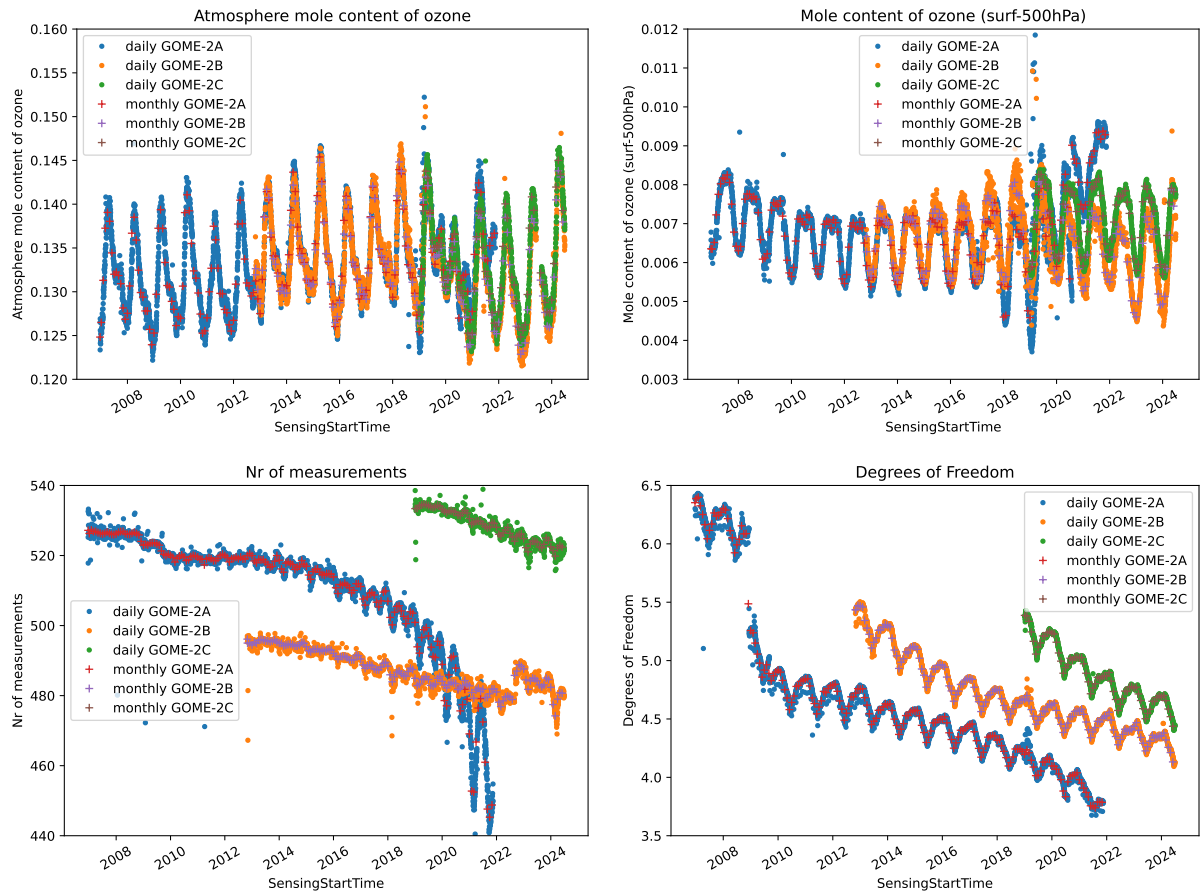 Atmosphere mole content of ozone
0.160
0.155
0.150
0.145
0.140
0.135
0.130
0.125
0.120
Atmosphere mole content of ozone
daily GOME-2A
daily GOME-2B
daily GOME-2C
monthly GOME-2A
monthly GOME-2B
monthly GOME-2C
2008
2010
2012
2014
2016
2018
2020
2022
2024
SensingStartTime
Mole content of ozone (surf-500hPa)
0.012
0.011
0.010
0.009
0.008
0.007
0.006
0.005
0.004
0.003
Mole content of ozone (surf-500hPa)
daily GOME-2A
daily GOME-2B
daily GOME-2C
monthly GOME-2A
monthly GOME-2B
monthly GOME-2C
2008
2010
2012
2014
2016
2018
2020
2022
2024
SensingStartTime
Nr of measurements
540
520
500
480
460
440
Nr of measurements
daily GOME-2A
daily GOME-2B
daily GOME-2C
monthly GOME-2A
monthly GOME-2B
monthly GOME-2C
2008
2010
2012
2014
2016
2018
2020
2022
2024
SensingStartTime
Degrees of Freedom
6.5
6.0
5.5
5.0
4.5
4.0
3.5
Degrees of Freedom
daily GOME-2A
daily GOME-2B
daily GOME-2C
monthly GOME-2A
monthly GOME-2B
monthly GOME-2C
2008
2010
2012
2014
2016
2018
2020
2022
2024
SensingStartTime